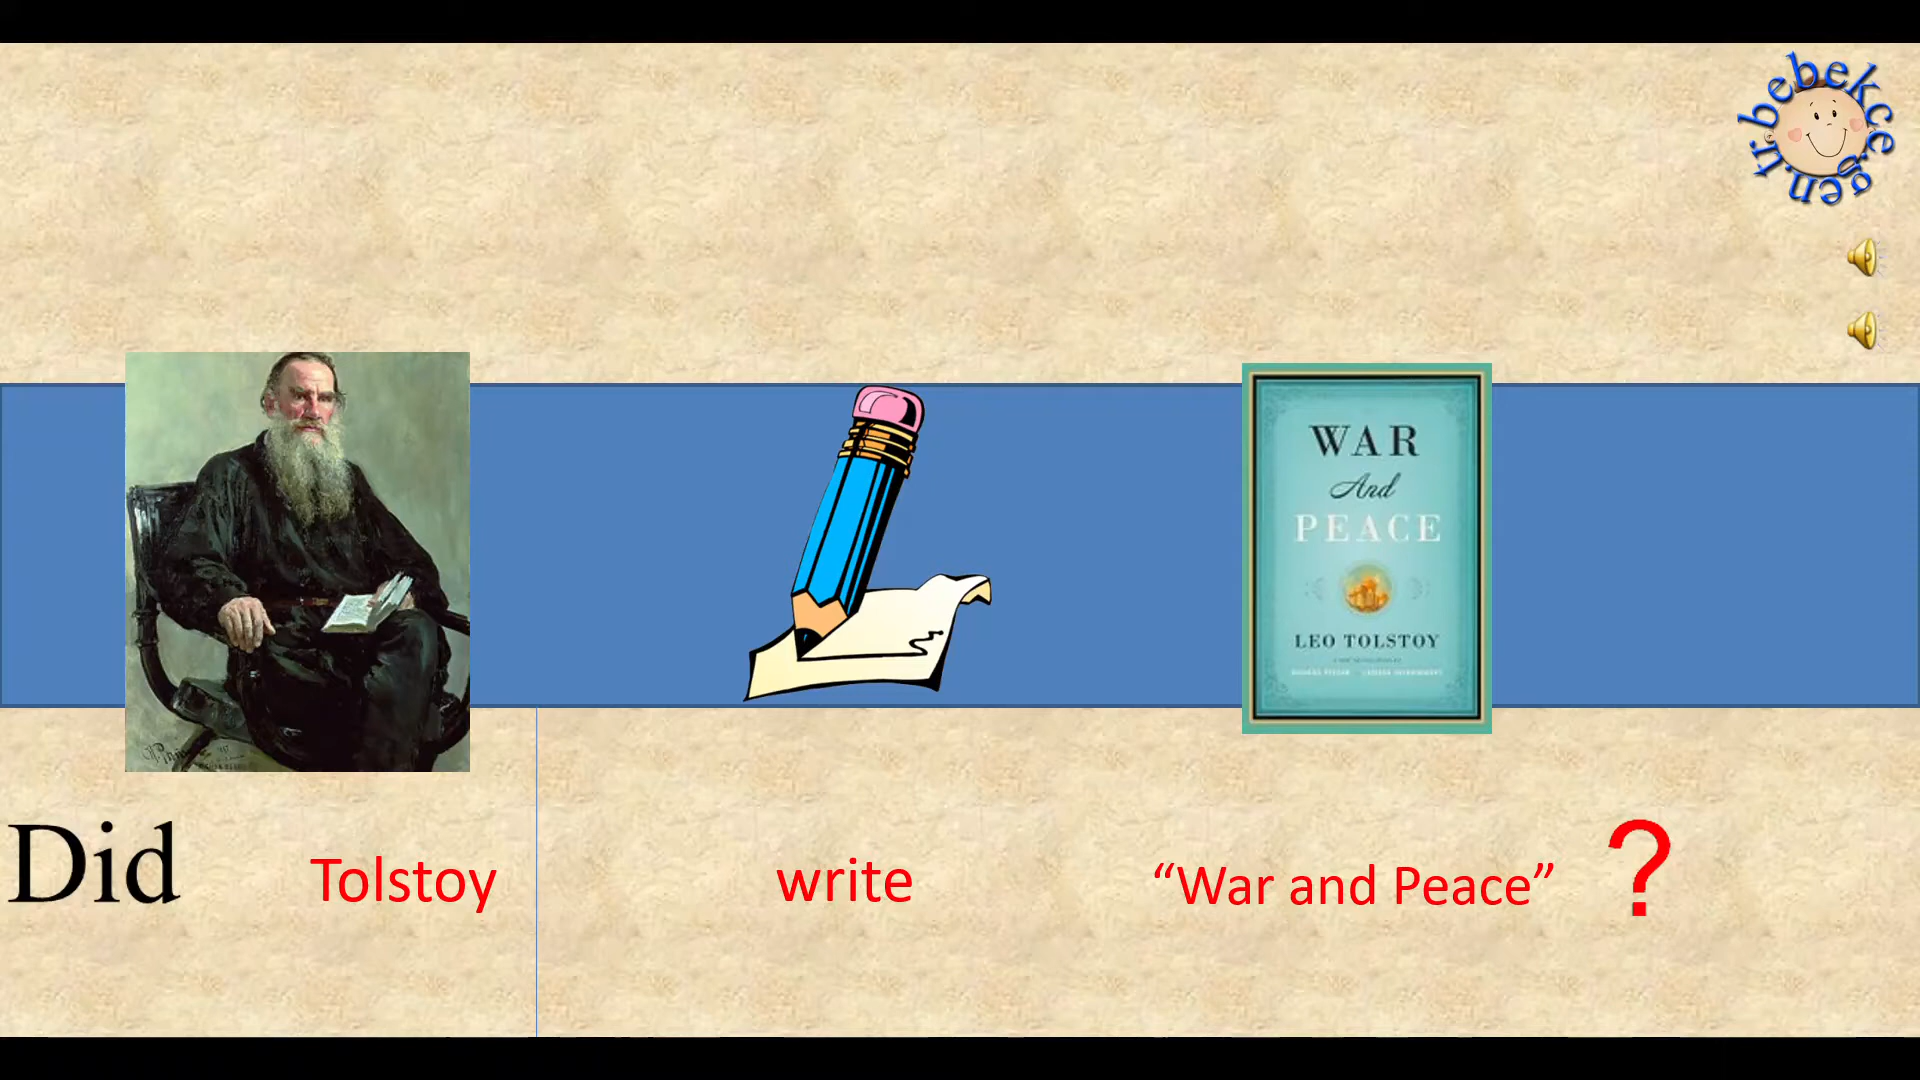 bebekce.gen.tr
WAR
And
PEACE
LEO TOLSTOY
Did Tolstoy write “War and Peace” ?